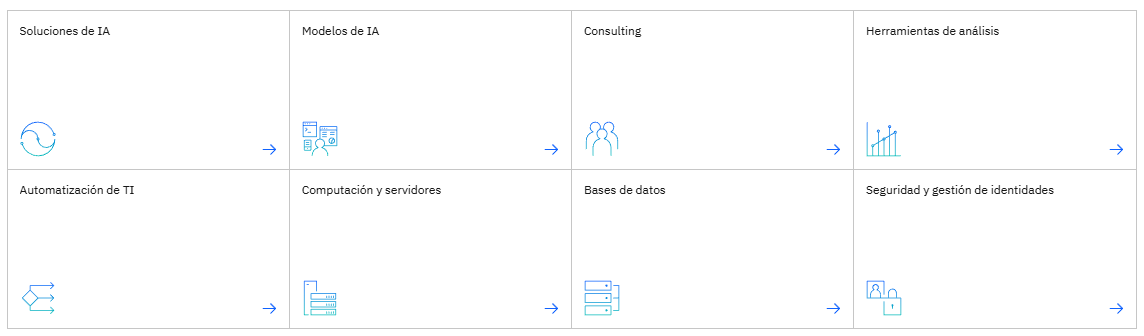 Soluciones de IA
Modelos de IA
Consulting
Herramientas de análisis
Automatización de TI
Computación y servidores
Bases de datos
Seguridad y gestión de identidades